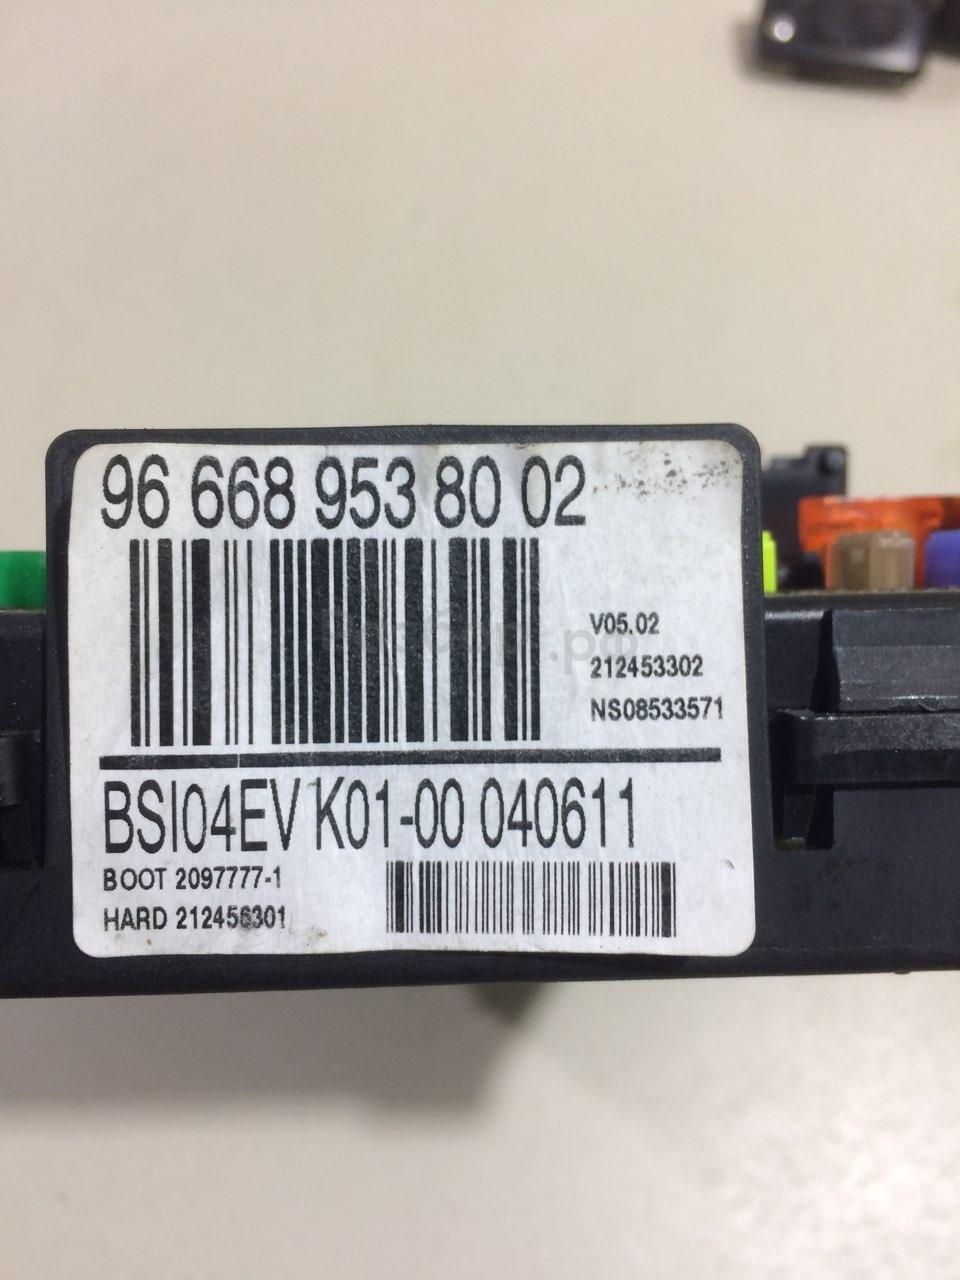 96 668 953 80 02
V05.02
212453302
NS08533571
BSI04EV K01-00 040611
BOOT 2097777-1
HARD 212456301